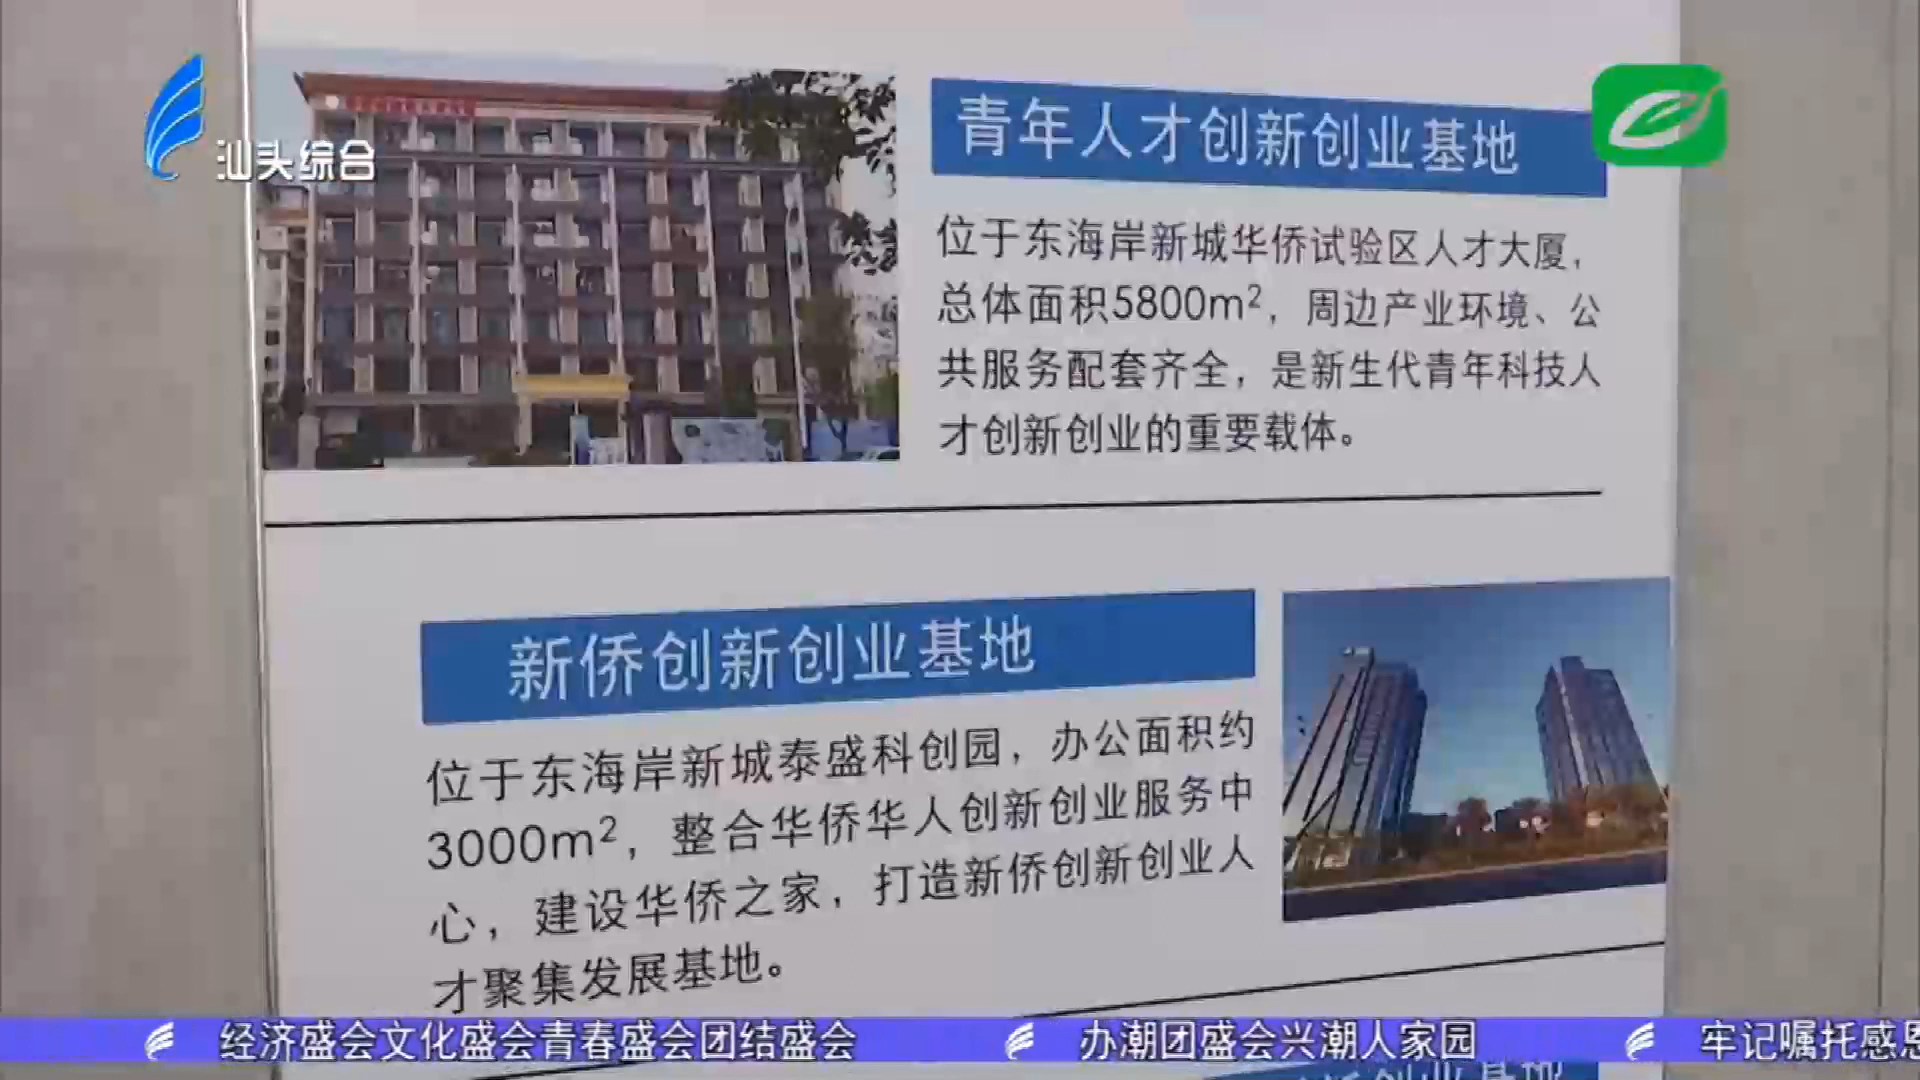 汕头综合
青年人才创新创业基地
位于东海岸新城华侨试验区人才大厦，
总体面积5800m²，周边产业环境、公
共服务配套齐全，是新生代青年科技人
才创新创业的重要载体。
新侨创新创业基地
位于东海岸新城泰盛科创园，办公面积约
3000m²，整合华侨华人创新创业服务中
心，建设华侨之家，打造新侨创新创业人
才聚集发展基地。
经济盛会文化盛会青春盛会团结盛会
办潮团盛会兴潮人家园
牢记嘱托感恩